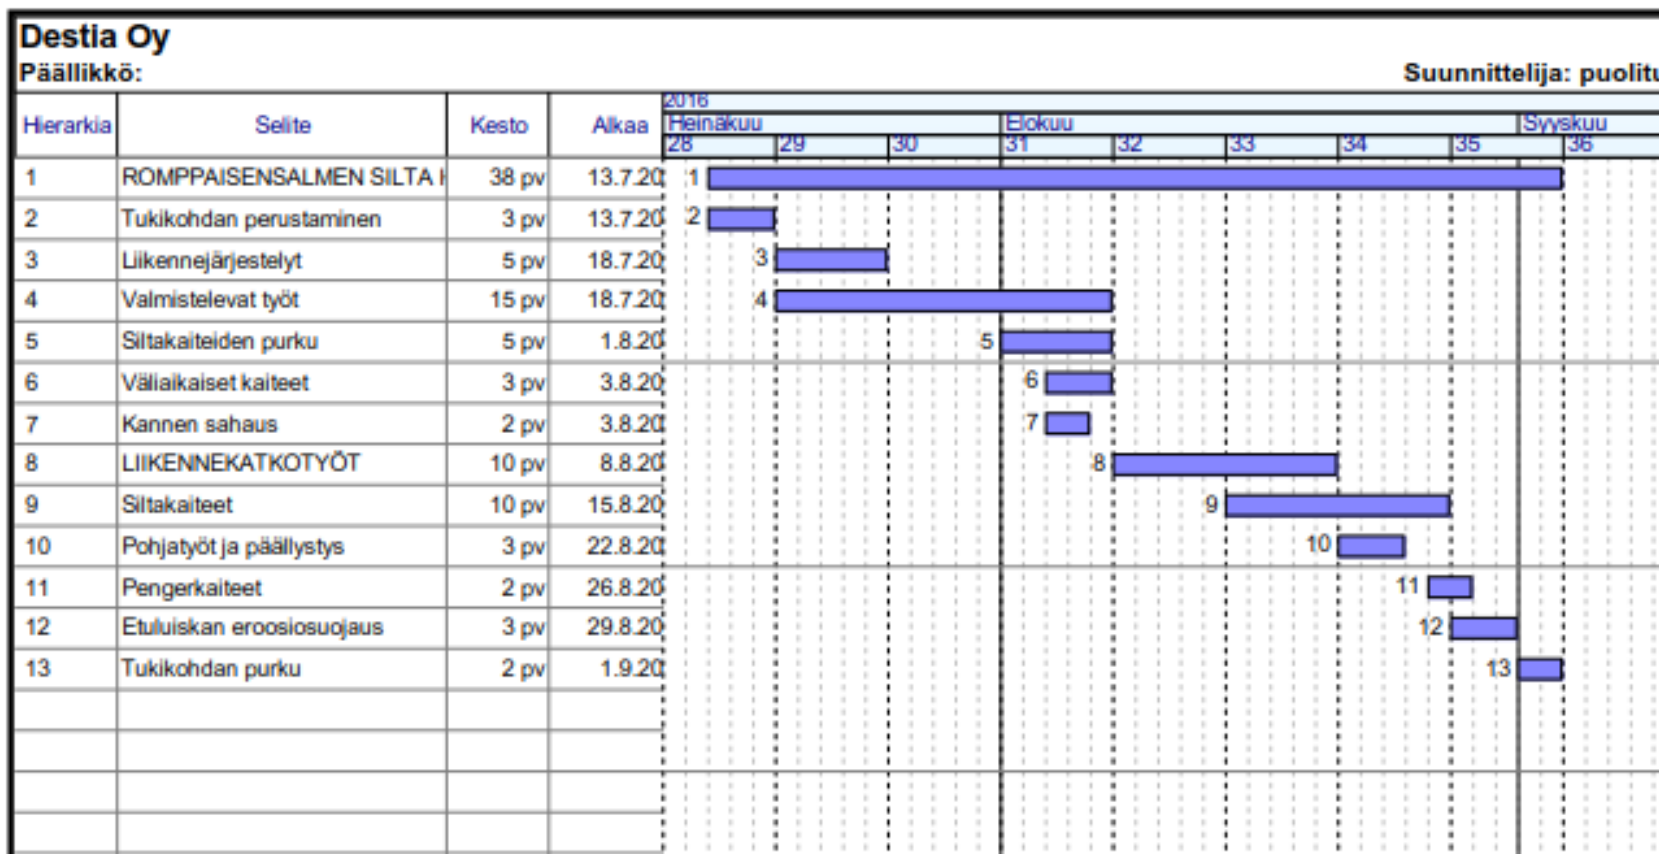 Destia Oy
Päällikkö: Suunnittelija: puolitu
2016
Hierarkia Selite Kesto Alkaa Heinäkuu Elokuu Syyskuu
28 29 30 31 32 33 34 35 36
1 ROMPPAISENSALMEN SILTA 38 pv 13.7.20 1
2 Tukikohdan perustaminen 3 pv 13.7.20 2
3 Liikennejärjestelyt 5 pv 18.7.20 3
4 Valmistelevat työt 15 pv 18.7.20 4
5 Siltakaiteiden purku 5 pv 1.8.20 5
6 Väliaikaiset kaiteet 3 pv 3.8.20 6
7 Kannen sahaus 2 pv 3.8.20 7
8 LIIKENNEKATKOTYÖT 10 pv 8.8.20 8
9 Siltakaiteet 10 pv 15.8.20 9
10 Pohjatyöt ja päällystys 3 pv 22.8.20 10
11 Pengerkaiteet 2 pv 26.8.20 11
12 Etuluiskan eroosiosuojaus 3 pv 29.8.20 12
13 Tukikohdan purku 2 pv 1.9.20 13